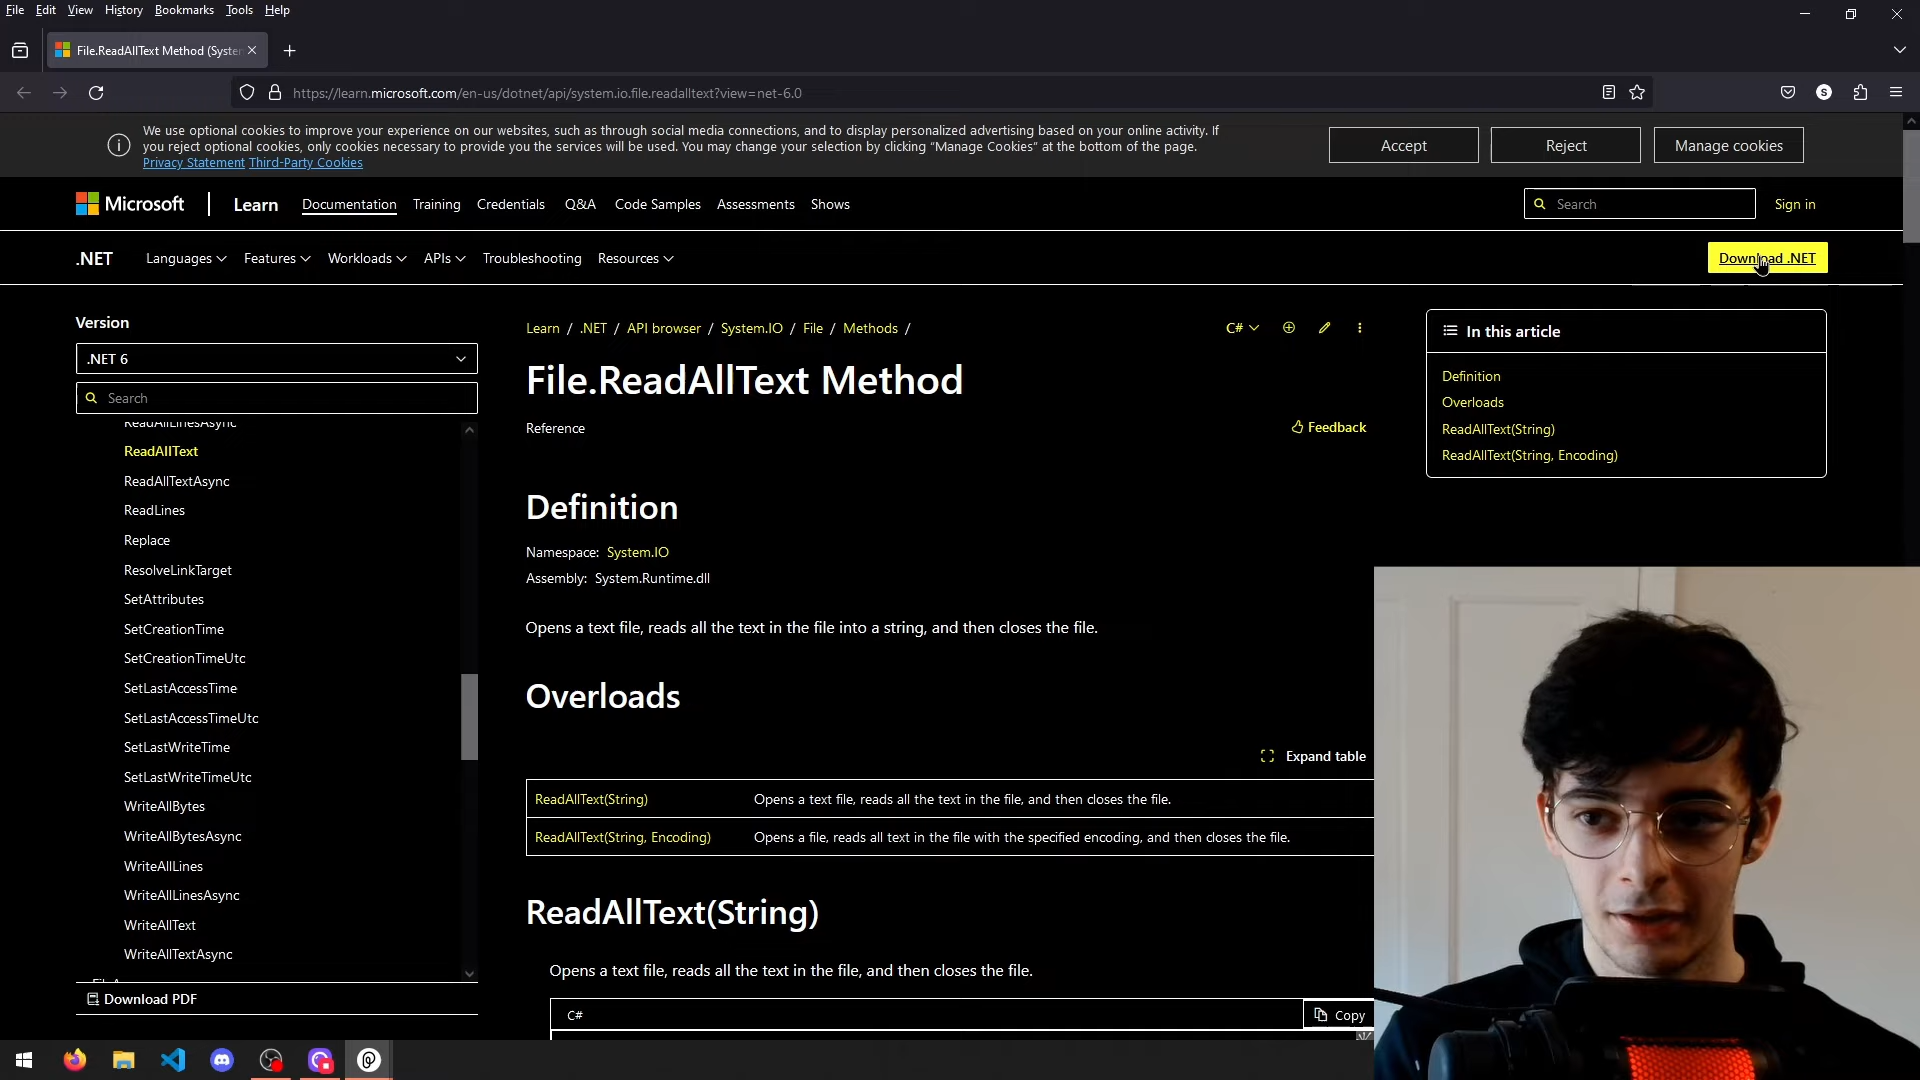 File Edit View History Bookmarks Tools Help
File.ReadAllText Method (Syster
https://learn.microsoft.com/en-us/dotnet/api/system.io.file.readalltext?view=net-6.0
S
We use optional cookies to improve your experience on our websites, such as through social media connections, and to display personalized advertising based on your online activity. If
you reject optional cookies, only cookies necessary to provide you the services will be used. You may change your selection by clicking “Manage Cookies” at the bottom of the page.
Privacy Statement Third-Party Cookies
Accept
Reject
Manage cookies
Microsoft
Learn Documentation Training Credentials Q&A Code Samples Assessments Shows
Search
Sign in
.NET Languages Features Workloads APIs Troubleshooting Resources
Download .NET
Version
.NET 6
Search
ReadAllLinesAsync
ReadAllText
ReadAllTextAsync
ReadLines
Replace
ResolveLinkTarget
SetAttributes
SetCreationTime
SetCreationTimeUtc
SetLastAccessTime
SetLastAccessTimeUtc
SetLastWriteTime
SetLastWriteTimeUtc
WriteAllBytes
WriteAllBytesAsync
WriteAllLines
WriteAllLinesAsync
WriteAllText
WriteAllTextAsync
Download PDF
Learn / .NET / API browser / System.IO / File / Methods /
C#
File.ReadAllText Method
Reference
Feedback
Definition
Namespace: System.IO
Assembly: System.Runtime.dll
Opens a text file, reads all the text in the file into a string, and then closes the file.
Overloads
Expand table
ReadAllText(String) Opens a text file, reads all the text in the file, and then closes the file.
ReadAllText(String, Encoding) Opens a file, reads all text in the file with the specified encoding, and then closes the file.
ReadAllText(String)
Opens a text file, reads all the text in the file, and then closes the file.
C#
Copy
In this article
Definition
Overloads
ReadAllText(String)
ReadAllText(String, Encoding)